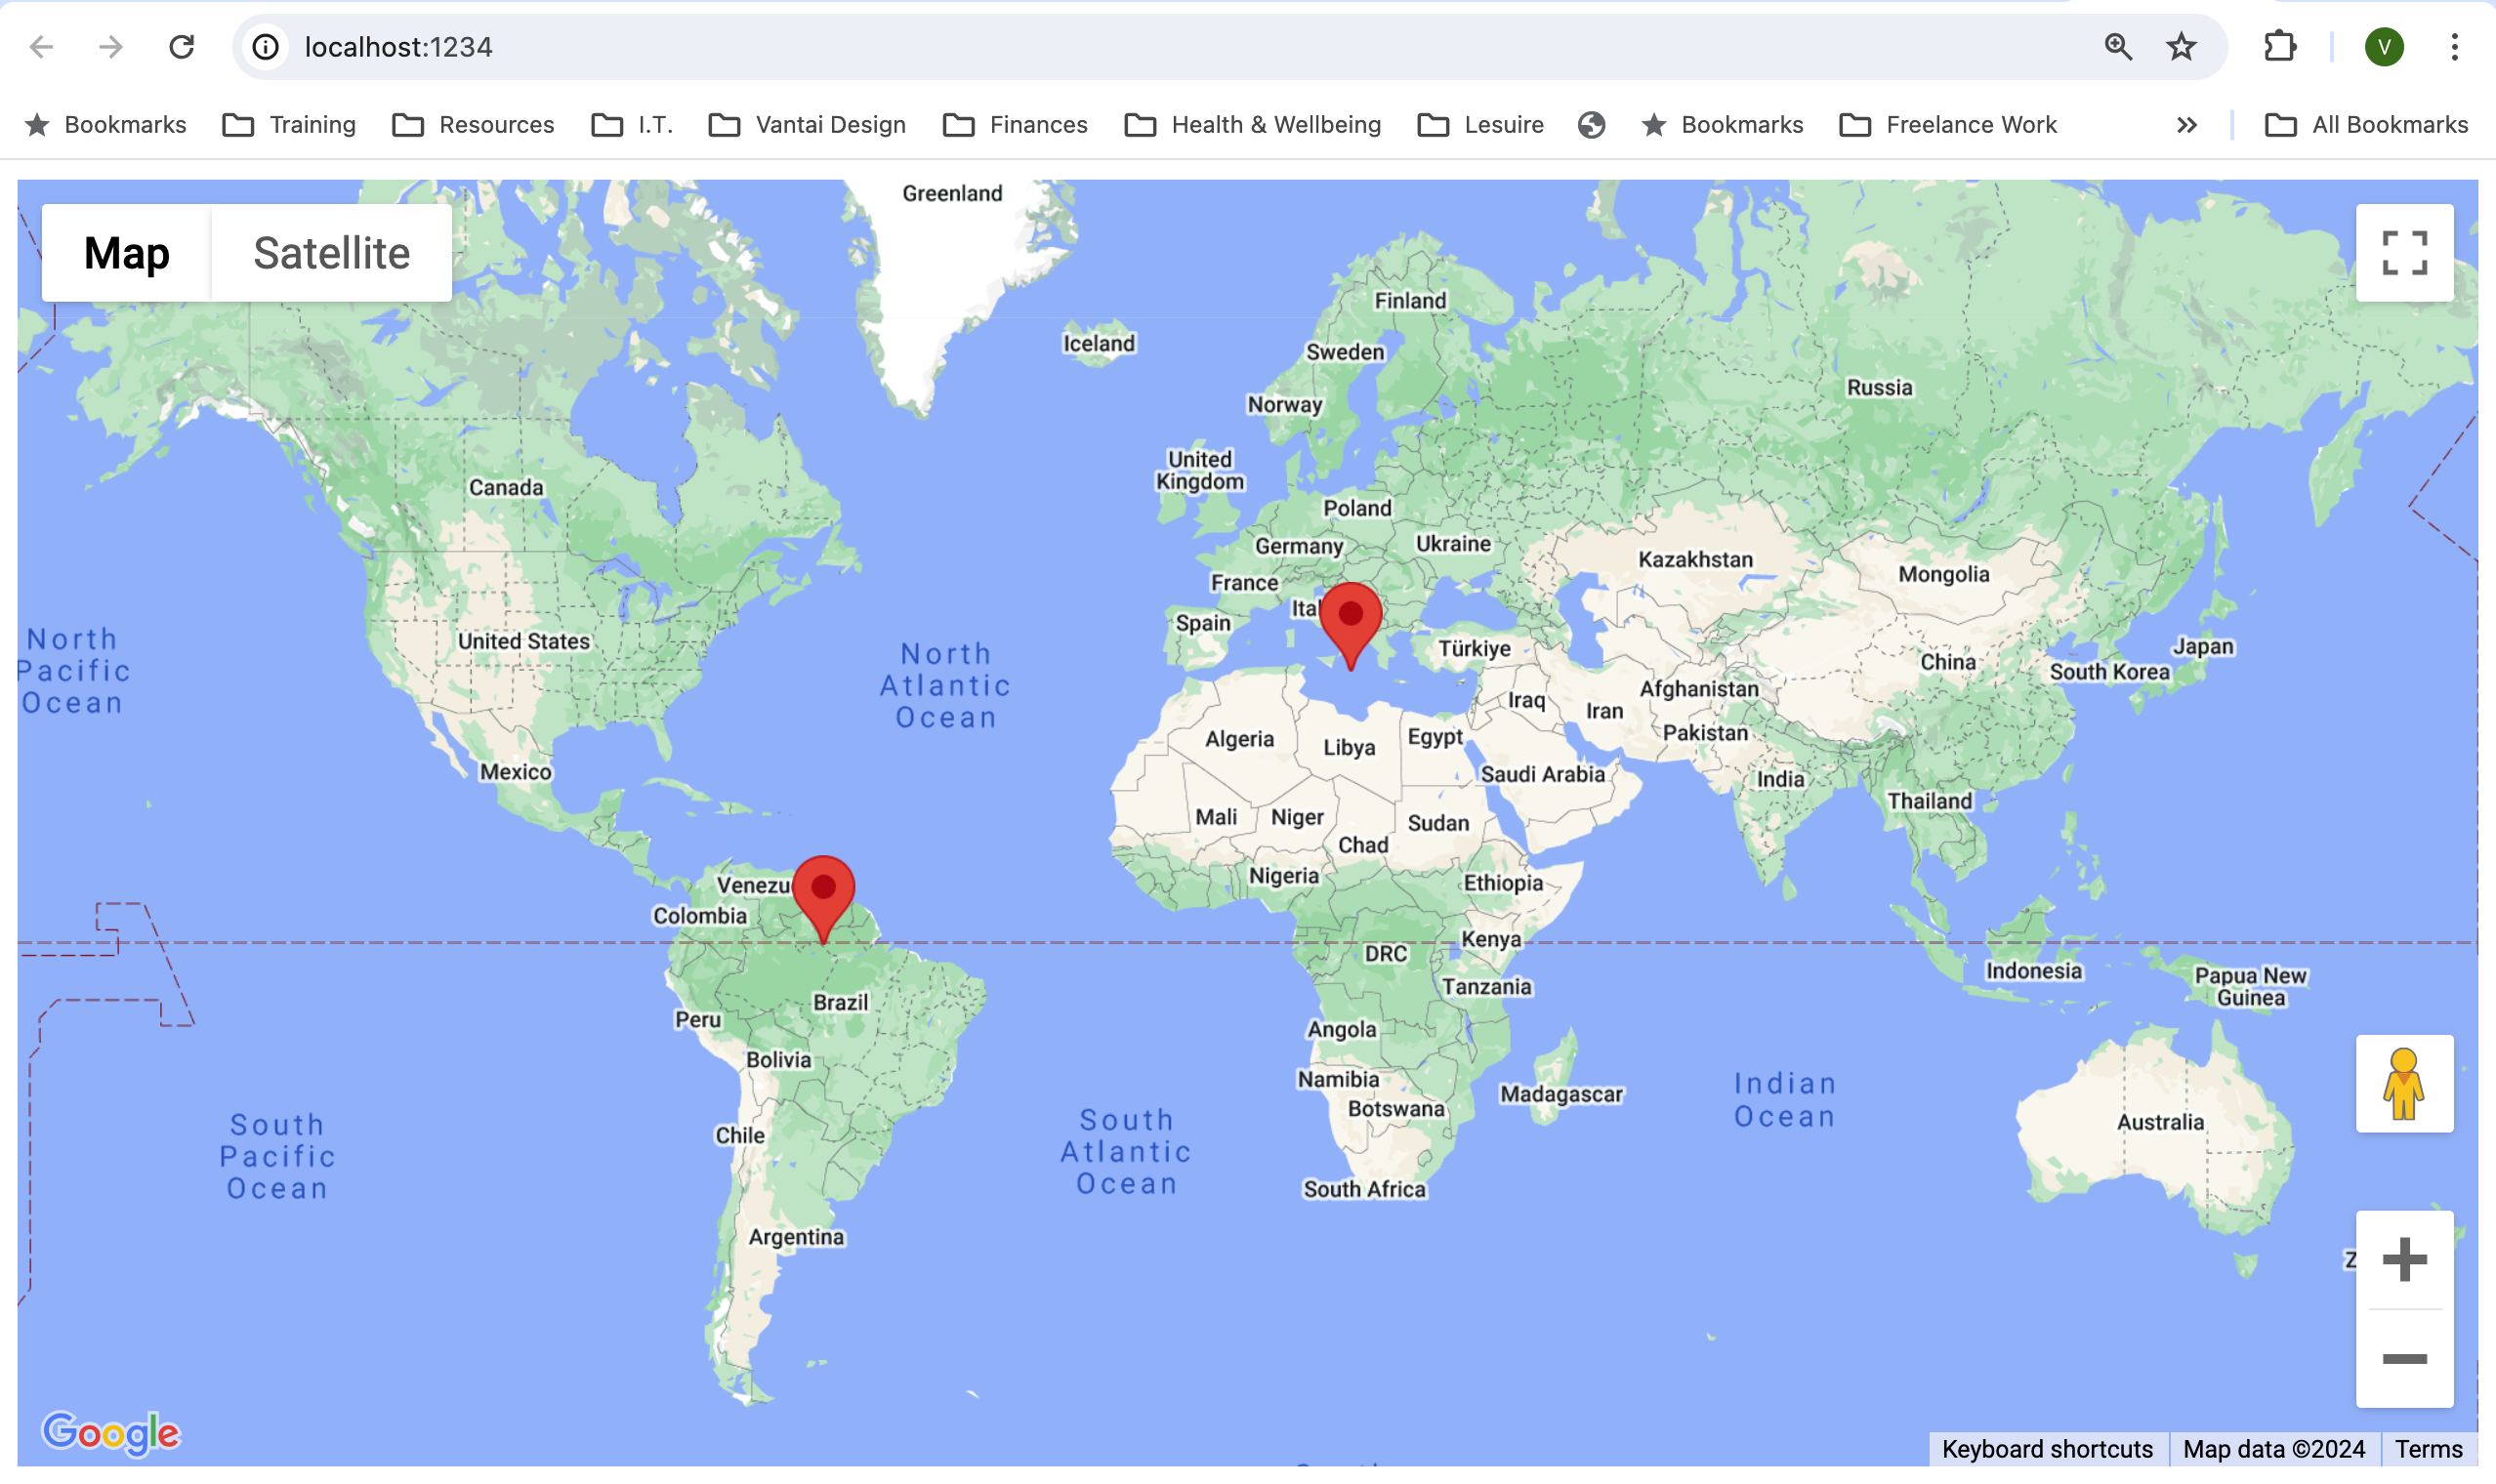 localhost:1234
Bookmarks Training Resources I.T. Vantai Design Finances Health & Wellbeing Lesuire Bookmarks Freelance Work All Bookmarks
V
Map Satellite
Greenland
Finland
Iceland
Sweden
Russia
Norway
United
Kingdom
Canada
Poland
Germany
Ukraine
Kazakhstan
Mongolia
France
Spain
United States
Türkiye
Japan
China
South Korea
North
Pacific
Ocean
North
Atlantic
Ocean
Afghanistan
Iraq
Iran
Pakistan
Algeria
Libya
Egypt
Mexico
Saudi Arabia
India
Thailand
Mali
Niger
Sudan
Chad
Nigeria
Ethiopia
Venezu
Colombia
Kenya
DRC
Indonesia
Papua New
Guinea
Tanzania
Brazil
Peru
Angola
Bolivia
Namibia
Madagascar
Botswana
Indian
Ocean
Australia
South
Pacific
Ocean
South
Atlantic
Ocean
Chile
South Africa
Argentina
Google
Keyboard shortcuts Map data ©2024 Terms